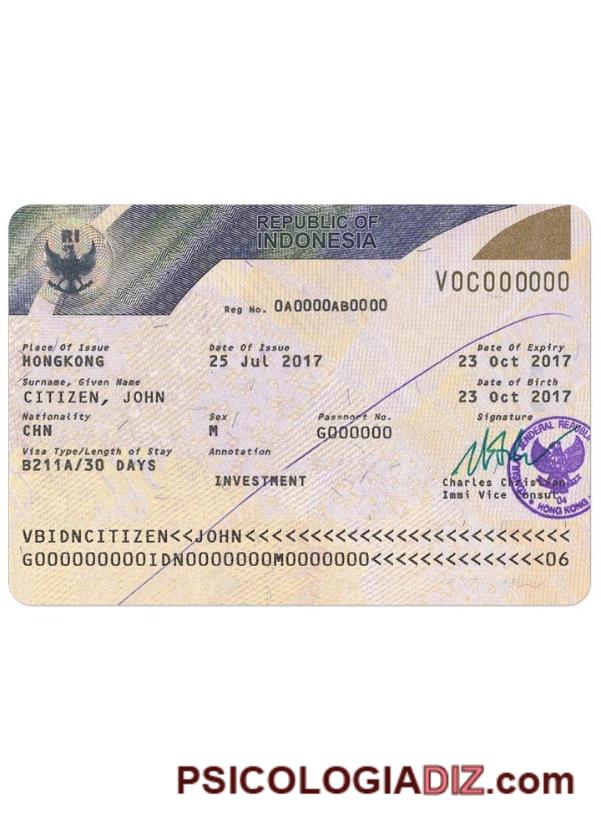 RI
REPUBLIC OF
INDONESIA
V0C000000
Reg No. 0A0000AB0000
Place Of Issue Date Of Issue Date Of Expiry
HONGKONG 25 Jul 2017 23 Oct 2017
Surname, Given Name Date of Birth
CITIZEN, JOHN 23 Oct 2017
Nationality Sex Passport No. Signature
CHN M G000000
Visa Type/Length of Stay Annotation
B211A/30 DAYS
INVESTMENT
Charles Christian
Immi Vice Consul
JENDERAL REPUBL
HONG KONG
04
VBIDNCITIZEN<<JOHN<<<<<<<<<<<<<<<<<<<<<<<<<<
G000000000IDN0000000M0000000<<<<<<<<<<<<<<06
PSICOLOGIADIZ.com